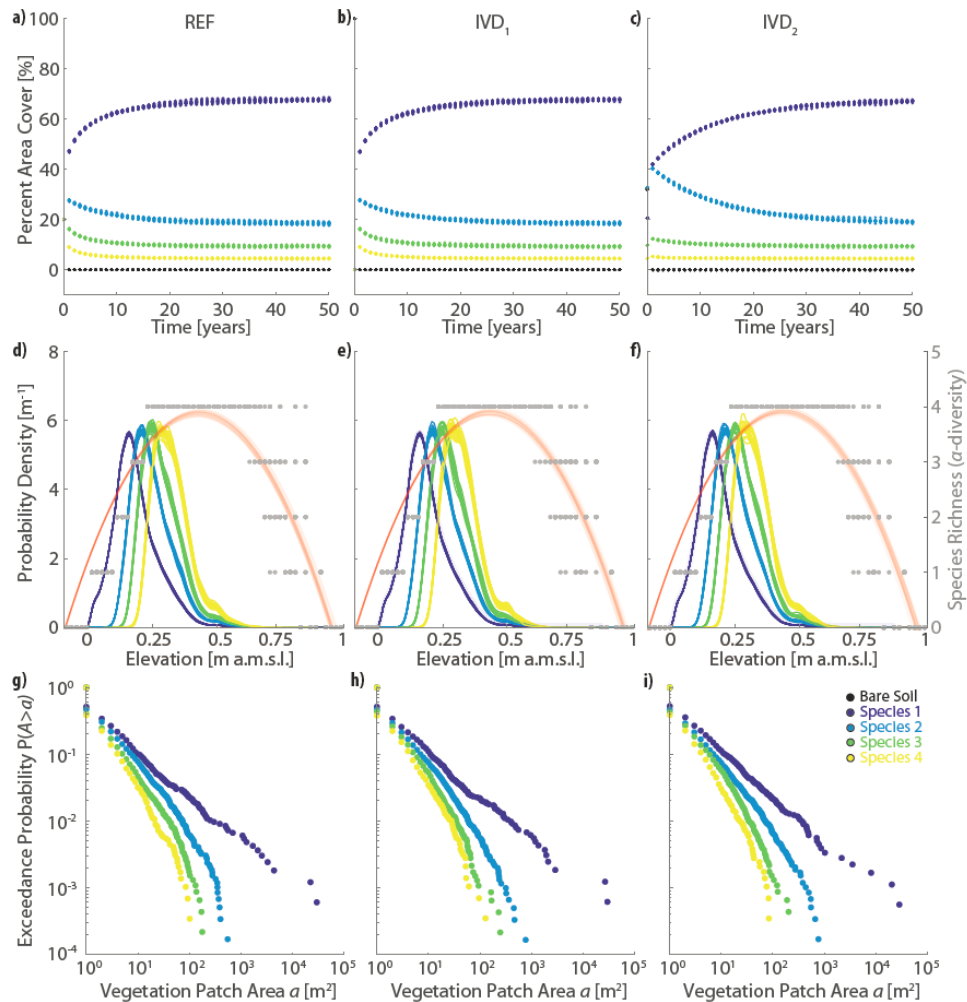 a) REF b) IVD1 c) IVD2
100
80
60
40
20
0
Percent Area Cover [%]
0 10 20 30 40 50 0 10 20 30 40 50 0 10 20 30 40 50
Time [years] Time [years] Time [years]
d) e) f)
8
6
4
2
0
Probability Density [m-1]
5
4
3
2
1
0
Species Richness (α-diversity)
0 0.25 0.5 0.75 1 0 0.25 0.5 0.75 1 0 0.25 0.5 0.75 1
Elevation [m a.m.s.l.] Elevation [m a.m.s.l.] Elevation [m a.m.s.l.]
g) h) i)
10^0
10^-1
10^-2
10^-3
10^-4
Exceedance Probability P(A>a)
Bare Soil
Species 1
Species 2
Species 3
Species 4
10^0 10^1 10^2 10^3 10^4 10^5 10^0 10^1 10^2 10^3 10^4 10^5 10^0 10^1 10^2 10^3 10^4 10^5
Vegetation Patch Area a [m2] Vegetation Patch Area a [m2] Vegetation Patch Area a [m2]